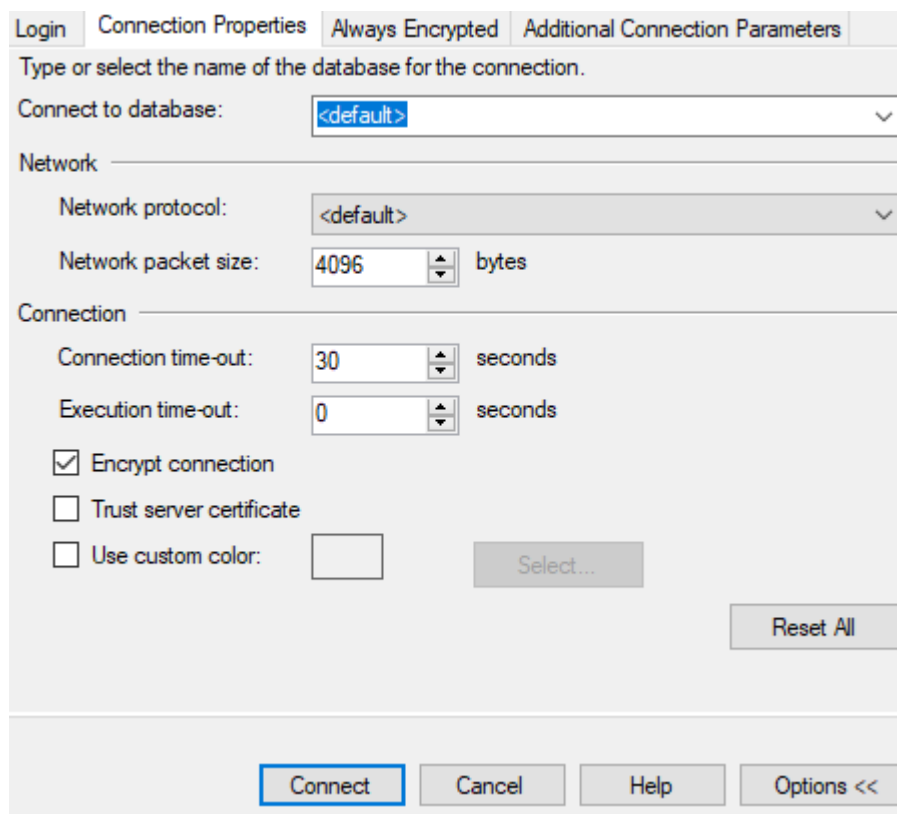 Login Connection Properties Always Encrypted Additional Connection Parameters
Type or select the name of the database for the connection.
Connect to database: <default>
Network
Network protocol: <default>
Network packet size: 4096 bytes
Connection
Connection time-out: 30 seconds
Execution time-out: 0 seconds
Encrypt connection
Trust server certificate
Use custom color: Select...
Reset All
Connect Cancel Help Options <<